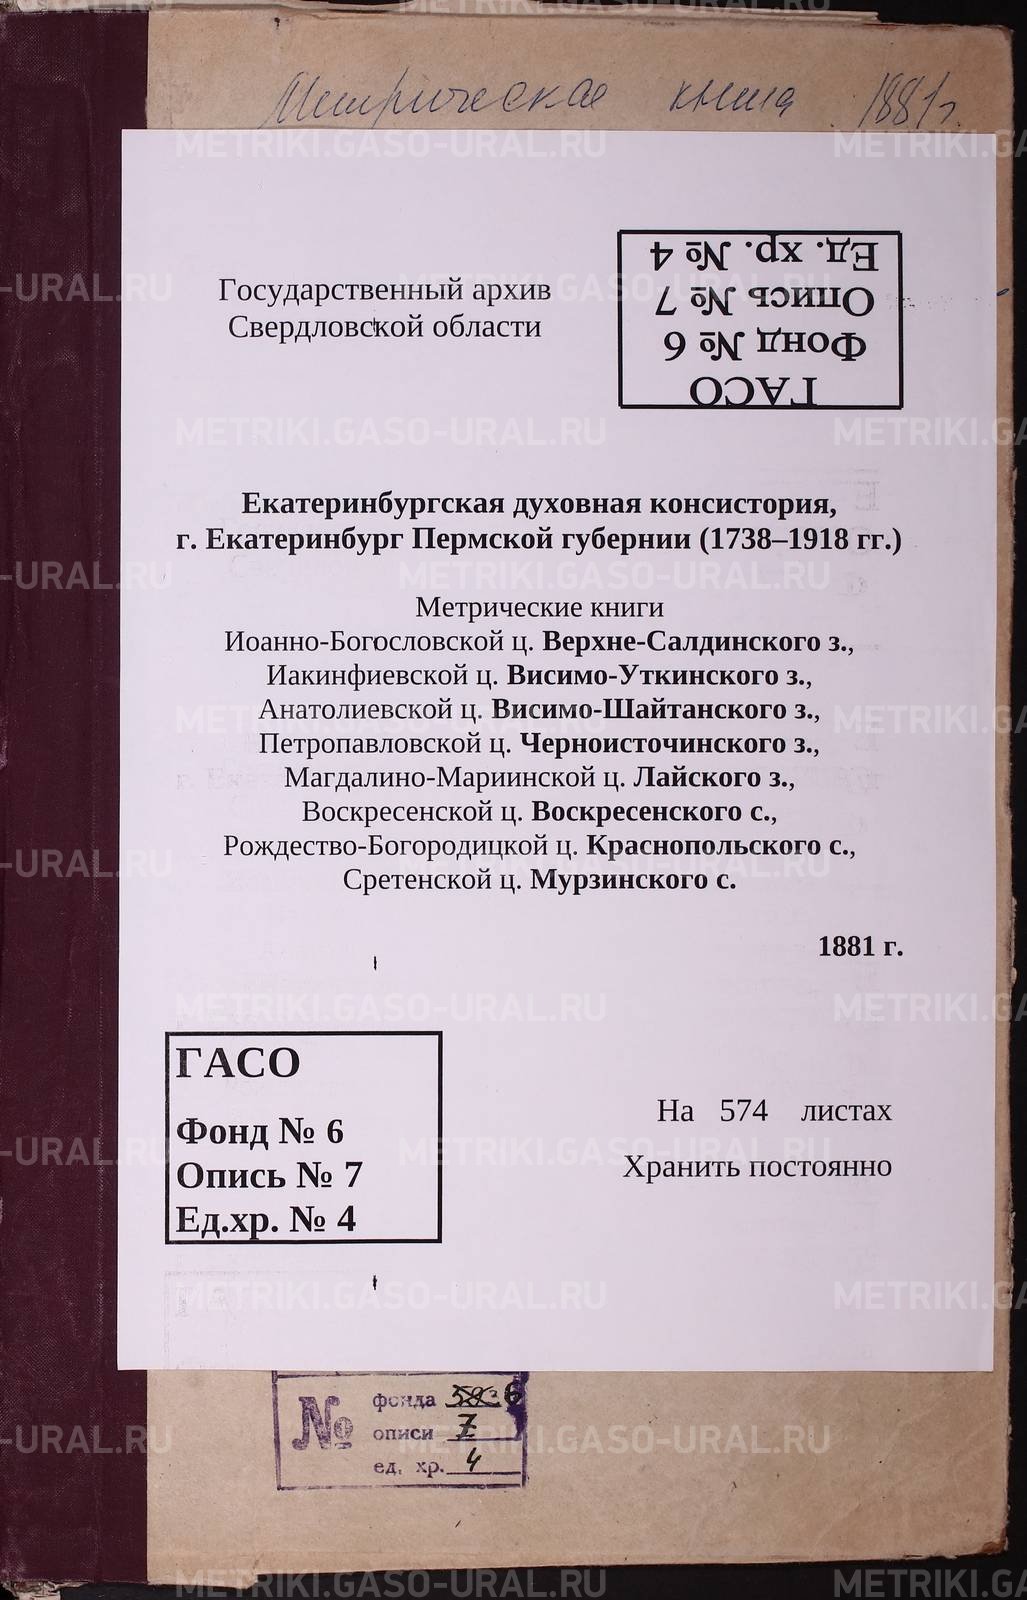 Метрическая книга 1881 г.
Государственный архив
Свердловской области
ГАСО
Фонд № 6
Опись № 7
Ед. хр. № 4
Екатеринбургская духовная консистория,
г. Екатеринбург Пермской губернии (1738–1918 гг.)
Метрические книги
Иоанно-Богословской ц. Верхне-Салдинского з.,
Иакинфиевской ц. Висимо-Уткинского з.,
Анатолиевской ц. Висимо-Шайтанского з.,
Петропавловской ц. Черноисточинского з.,
Магдалино-Мариинской ц. Лайского з.,
Воскресенской ц. Воскресенского с.,
Рождество-Богородицкой ц. Краснопольского с.,
Сретенской ц. Мурзинского с.
1881 г.
ГАСО
Фонд № 6
Опись № 7
Ед.хр. № 4
На 574 листах
Хранить постоянно
№ фонда 6
описи 7
ед. хр. 4
METRIKI.GASO-URAL.RU